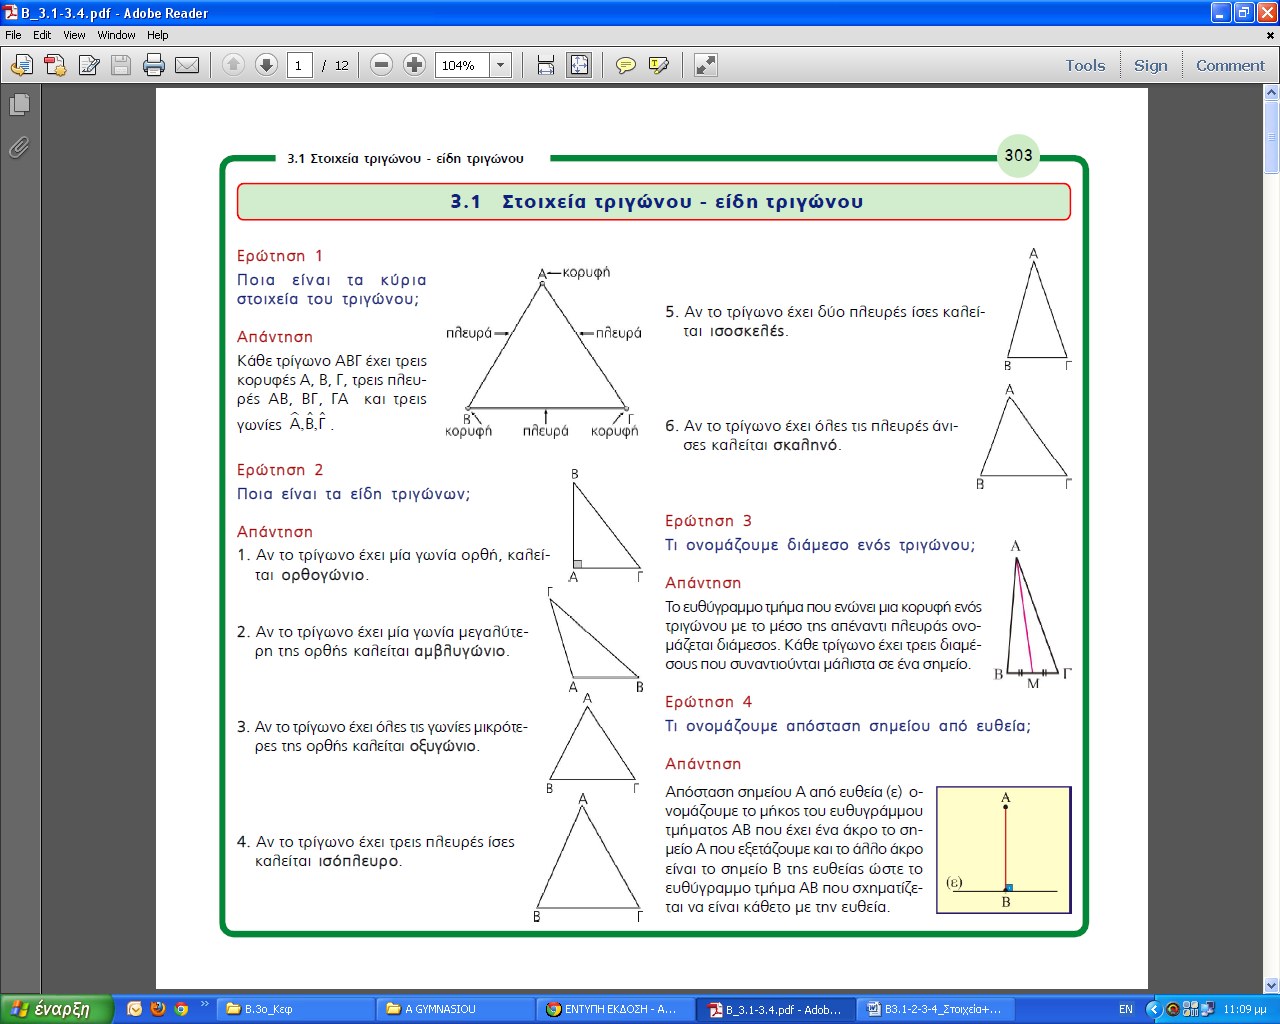 B_3.1-3.4.pdf - Adobe Reader
File Edit View Window Help
1 / 12 104% Tools Sign Comment
3.1 Στοιχεία τριγώνου - είδη τριγώνου
303
3.1 Στοιχεία τριγώνου - είδη τριγώνου
Ερώτηση 1
Ποια είναι τα κύρια
στοιχεία του τριγώνου;
Απάντηση
Κάθε τρίγωνο ΑΒΓ έχει τρεις
κορυφές Α, Β, Γ, τρεις πλευ-
ρές ΑΒ, ΒΓ, ΓΑ και τρεις
γωνίες Α̂,Β̂,Γ̂ .
Α κορυφή
πλευρά πλευρά
Β Γ
κορυφή πλευρά κορυφή
Ερώτηση 2
Ποια είναι τα είδη τριγώνων;
Απάντηση
1. Αν το τρίγωνο έχει μία γωνία ορθή, καλεί-
ται ορθογώνιο.
Β
Α Γ
2. Αν το τρίγωνο έχει μία γωνία μεγαλύτε-
ρη της ορθής καλείται αμβλυγώνιο.
Γ
Α Β
3. Αν το τρίγωνο έχει όλες τις γωνίες μικρότε-
ρες της ορθής καλείται οξυγώνιο.
Α
Β Γ
4. Αν το τρίγωνο έχει τρεις πλευρές ίσες
καλείται ισόπλευρο.
Α
Β Γ
5. Αν το τρίγωνο έχει δύο πλευρές ίσες καλεί-
ται ισοσκελές.
Α
Β Γ
6. Αν το τρίγωνο έχει όλες τις πλευρές άνι-
σες καλείται σκαληνό.
Α
Β Γ
Ερώτηση 3
Τι ονομάζουμε διάμεσο ενός τριγώνου;
Απάντηση
Το ευθύγραμμο τμήμα που ενώνει μια κορυφή ενός
τριγώνου με το μέσο της απέναντι πλευράς ονο-
μάζεται διάμεσος. Κάθε τρίγωνο έχει τρεις διαμέ-
σους που συναντιούνται μάλιστα σε ένα σημείο.
Α
Β Μ Γ
Ερώτηση 4
Τι ονομάζουμε απόσταση σημείου από ευθεία;
Απάντηση
Απόσταση σημείου Α από ευθεία (ε) ο-
νομάζουμε το μήκος του ευθυγράμμου
τμήματος ΑΒ που έχει ένα άκρο το ση-
μείο Α που εξετάζουμε και το άλλο άκρο
είναι το σημείο Β της ευθείας ώστε το
ευθύγραμμο τμήμα ΑΒ που σχηματίζε-
ται να είναι κάθετο με την ευθεία.
Α
(ε)
Β
έναρξη » Β.3ο_Κεφ A GYMNASIOU ΕΝΤΥΠΗ ΕΚΔΟΣΗ - Α... B_3.1-3.4.pdf - Adob... Β3.1-2-3-4_Στοιχεία+... EN 11:09 μμ